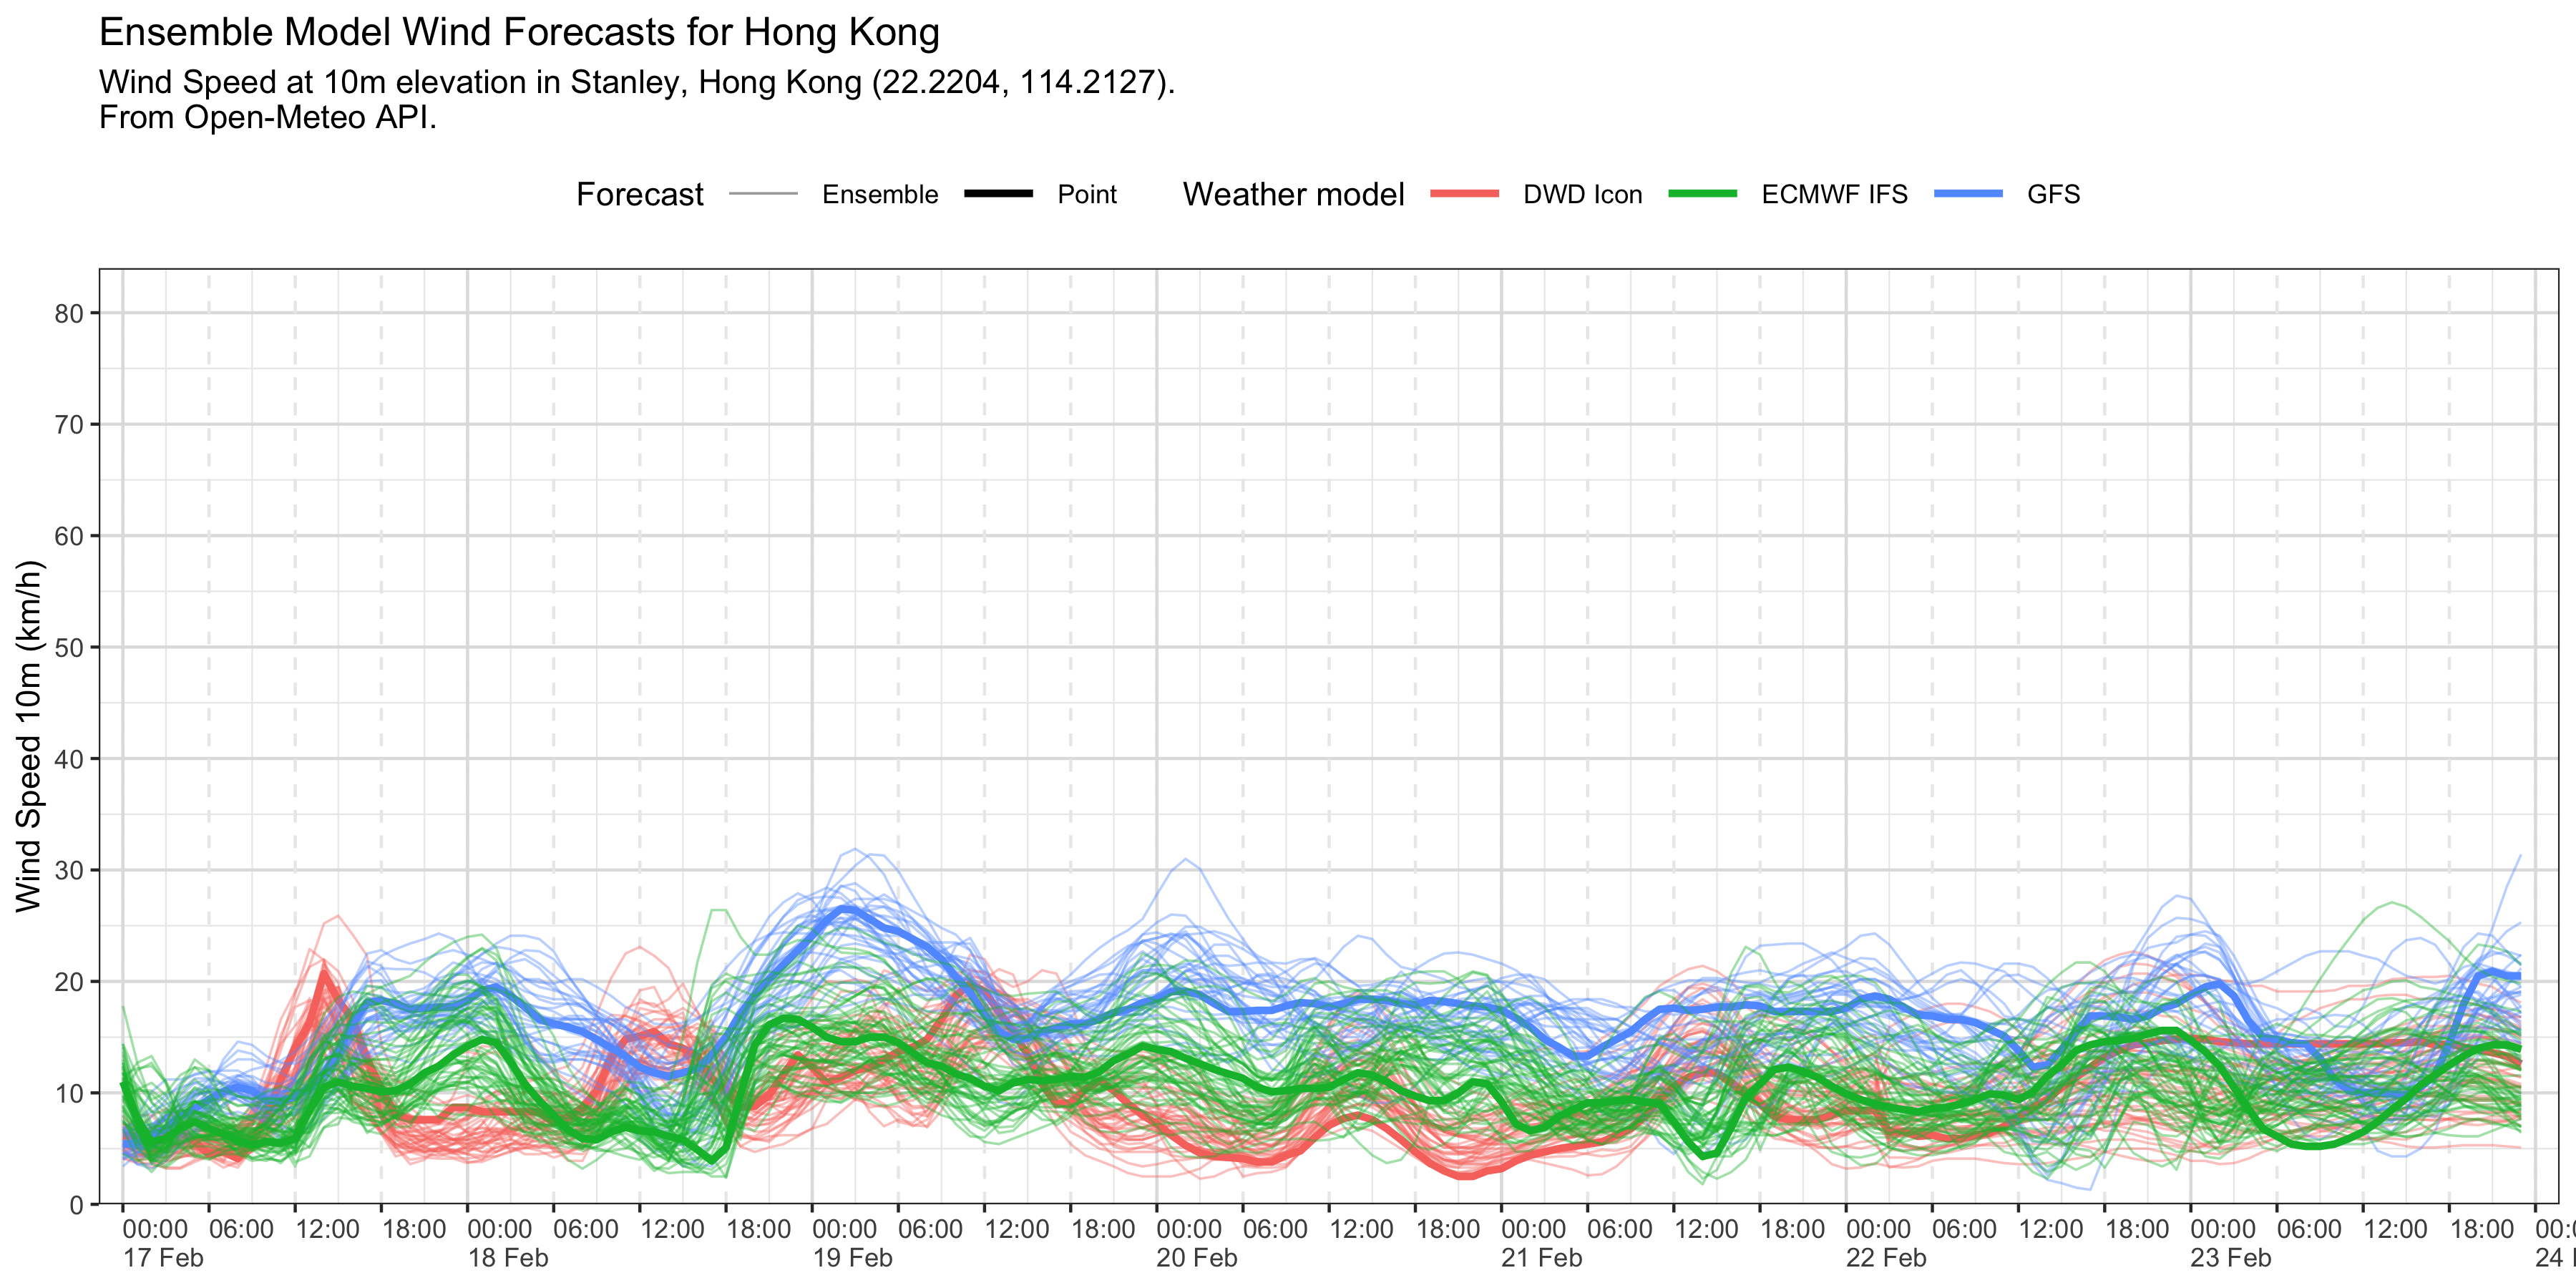 Ensemble Model Wind Forecasts for Hong Kong
Wind Speed at 10m elevation in Stanley, Hong Kong (22.2204, 114.2127).
From Open-Meteo API.
Forecast Ensemble Point Weather model DWD Icon ECMWF IFS GFS
Wind Speed 10m (km/h)
80
70
60
50
40
30
20
10
0
00:00 06:00 12:00 18:00 00:00 06:00 12:00 18:00 00:00 06:00 12:00 18:00 00:00 06:00 12:00 18:00 00:00 06:00 12:00 18:00 00:00 06:00 12:00 18:00 00:00 06:00 12:00 18:00
17 Feb 18 Feb 19 Feb 20 Feb 21 Feb 22 Feb 23 Feb 24